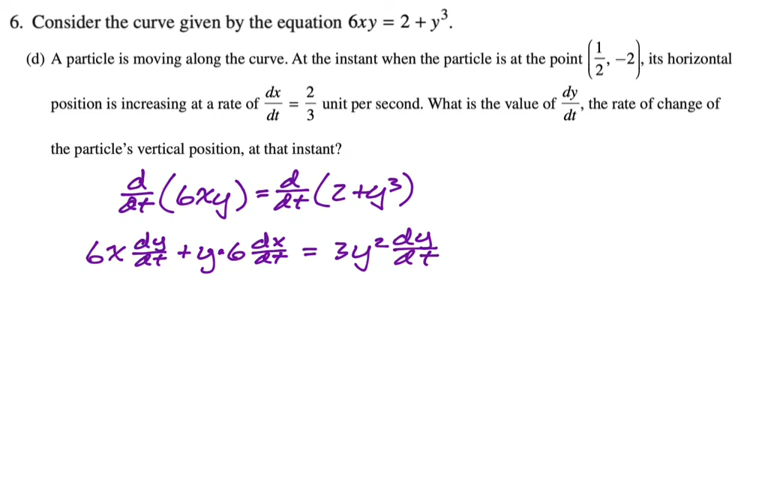 6. Consider the curve given by the equation 6xy = 2 + y³.
(d) A particle is moving along the curve. At the instant when the particle is at the point (1/2, −2), its horizontal
position is increasing at a rate of dx/dt = 2/3 unit per second. What is the value of dy/dt, the rate of change of
the particle's vertical position, at that instant?
d/dt (6xy) = d/dt (2+y³)
6x dy/dt + y·6 dx/dt = 3y² dy/dt